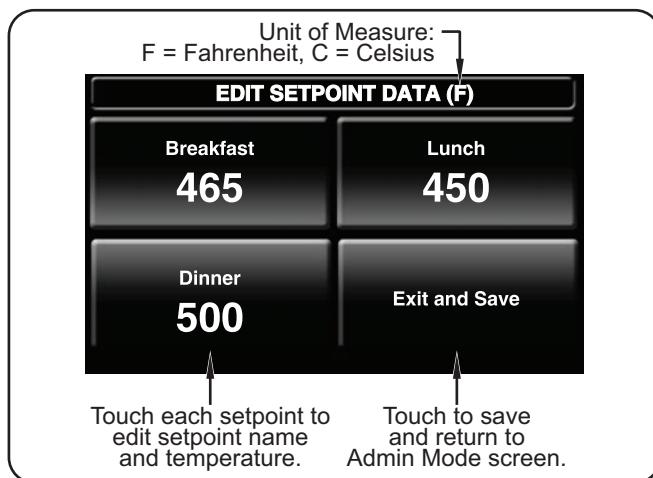 Unit of Measure:
F = Fahrenheit, C = Celsius
EDIT SETPOINT DATA (F)
Breakfast
465
Lunch
450
Dinner
500
Exit and Save
Touch each setpoint to
edit setpoint name
and temperature.
Touch to save
and return to
Admin Mode screen.